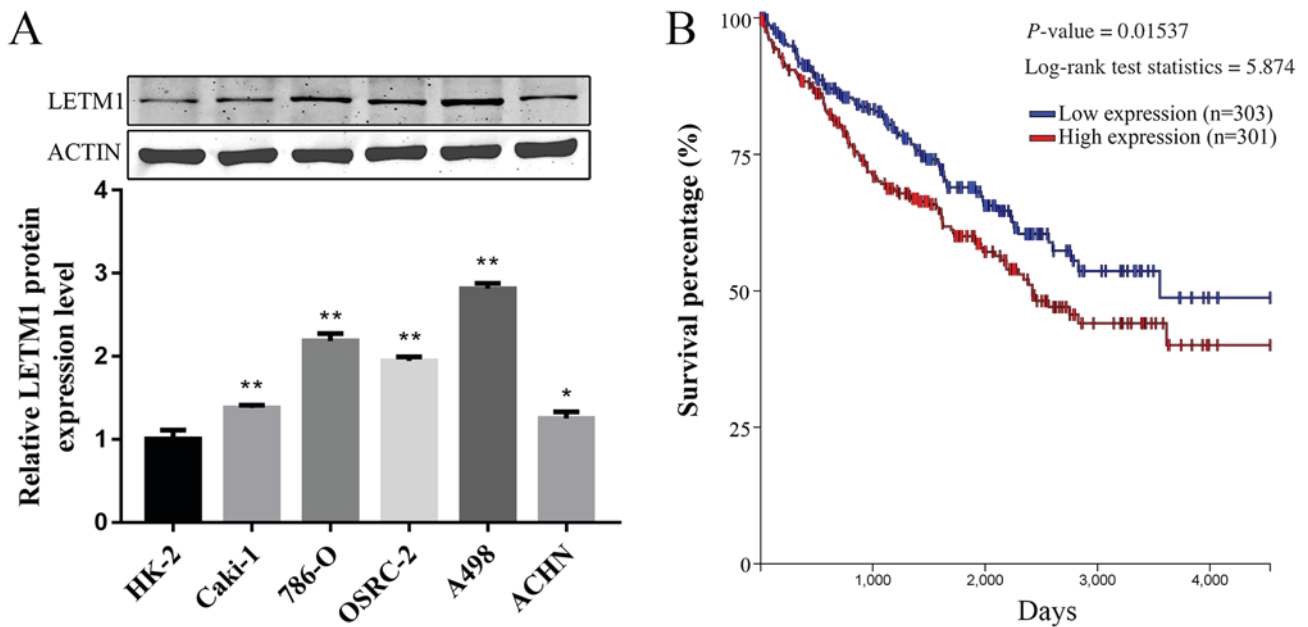 A
LETM1
ACTIN
Relative LETM1 protein
expression level
4
3
2
1
0
**
**
**
**
*
HK-2
Caki-1
786-O
OSRC-2
A498
ACHN
B
P-value = 0.01537
Log-rank test statistics = 5.874
Low expression (n=303)
High expression (n=301)
Survival percentage (%)
100
75
50
25
0
1,000
2,000
3,000
4,000
Days